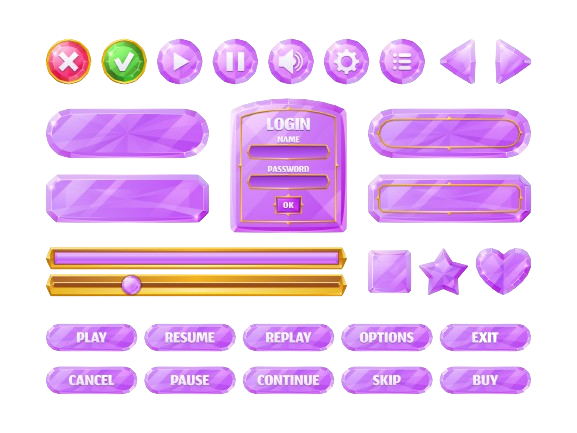 LOGIN
NAME
PASSWORD
OK
PLAY
RESUME
REPLAY
OPTIONS
EXIT
CANCEL
PAUSE
CONTINUE
SKIP
BUY